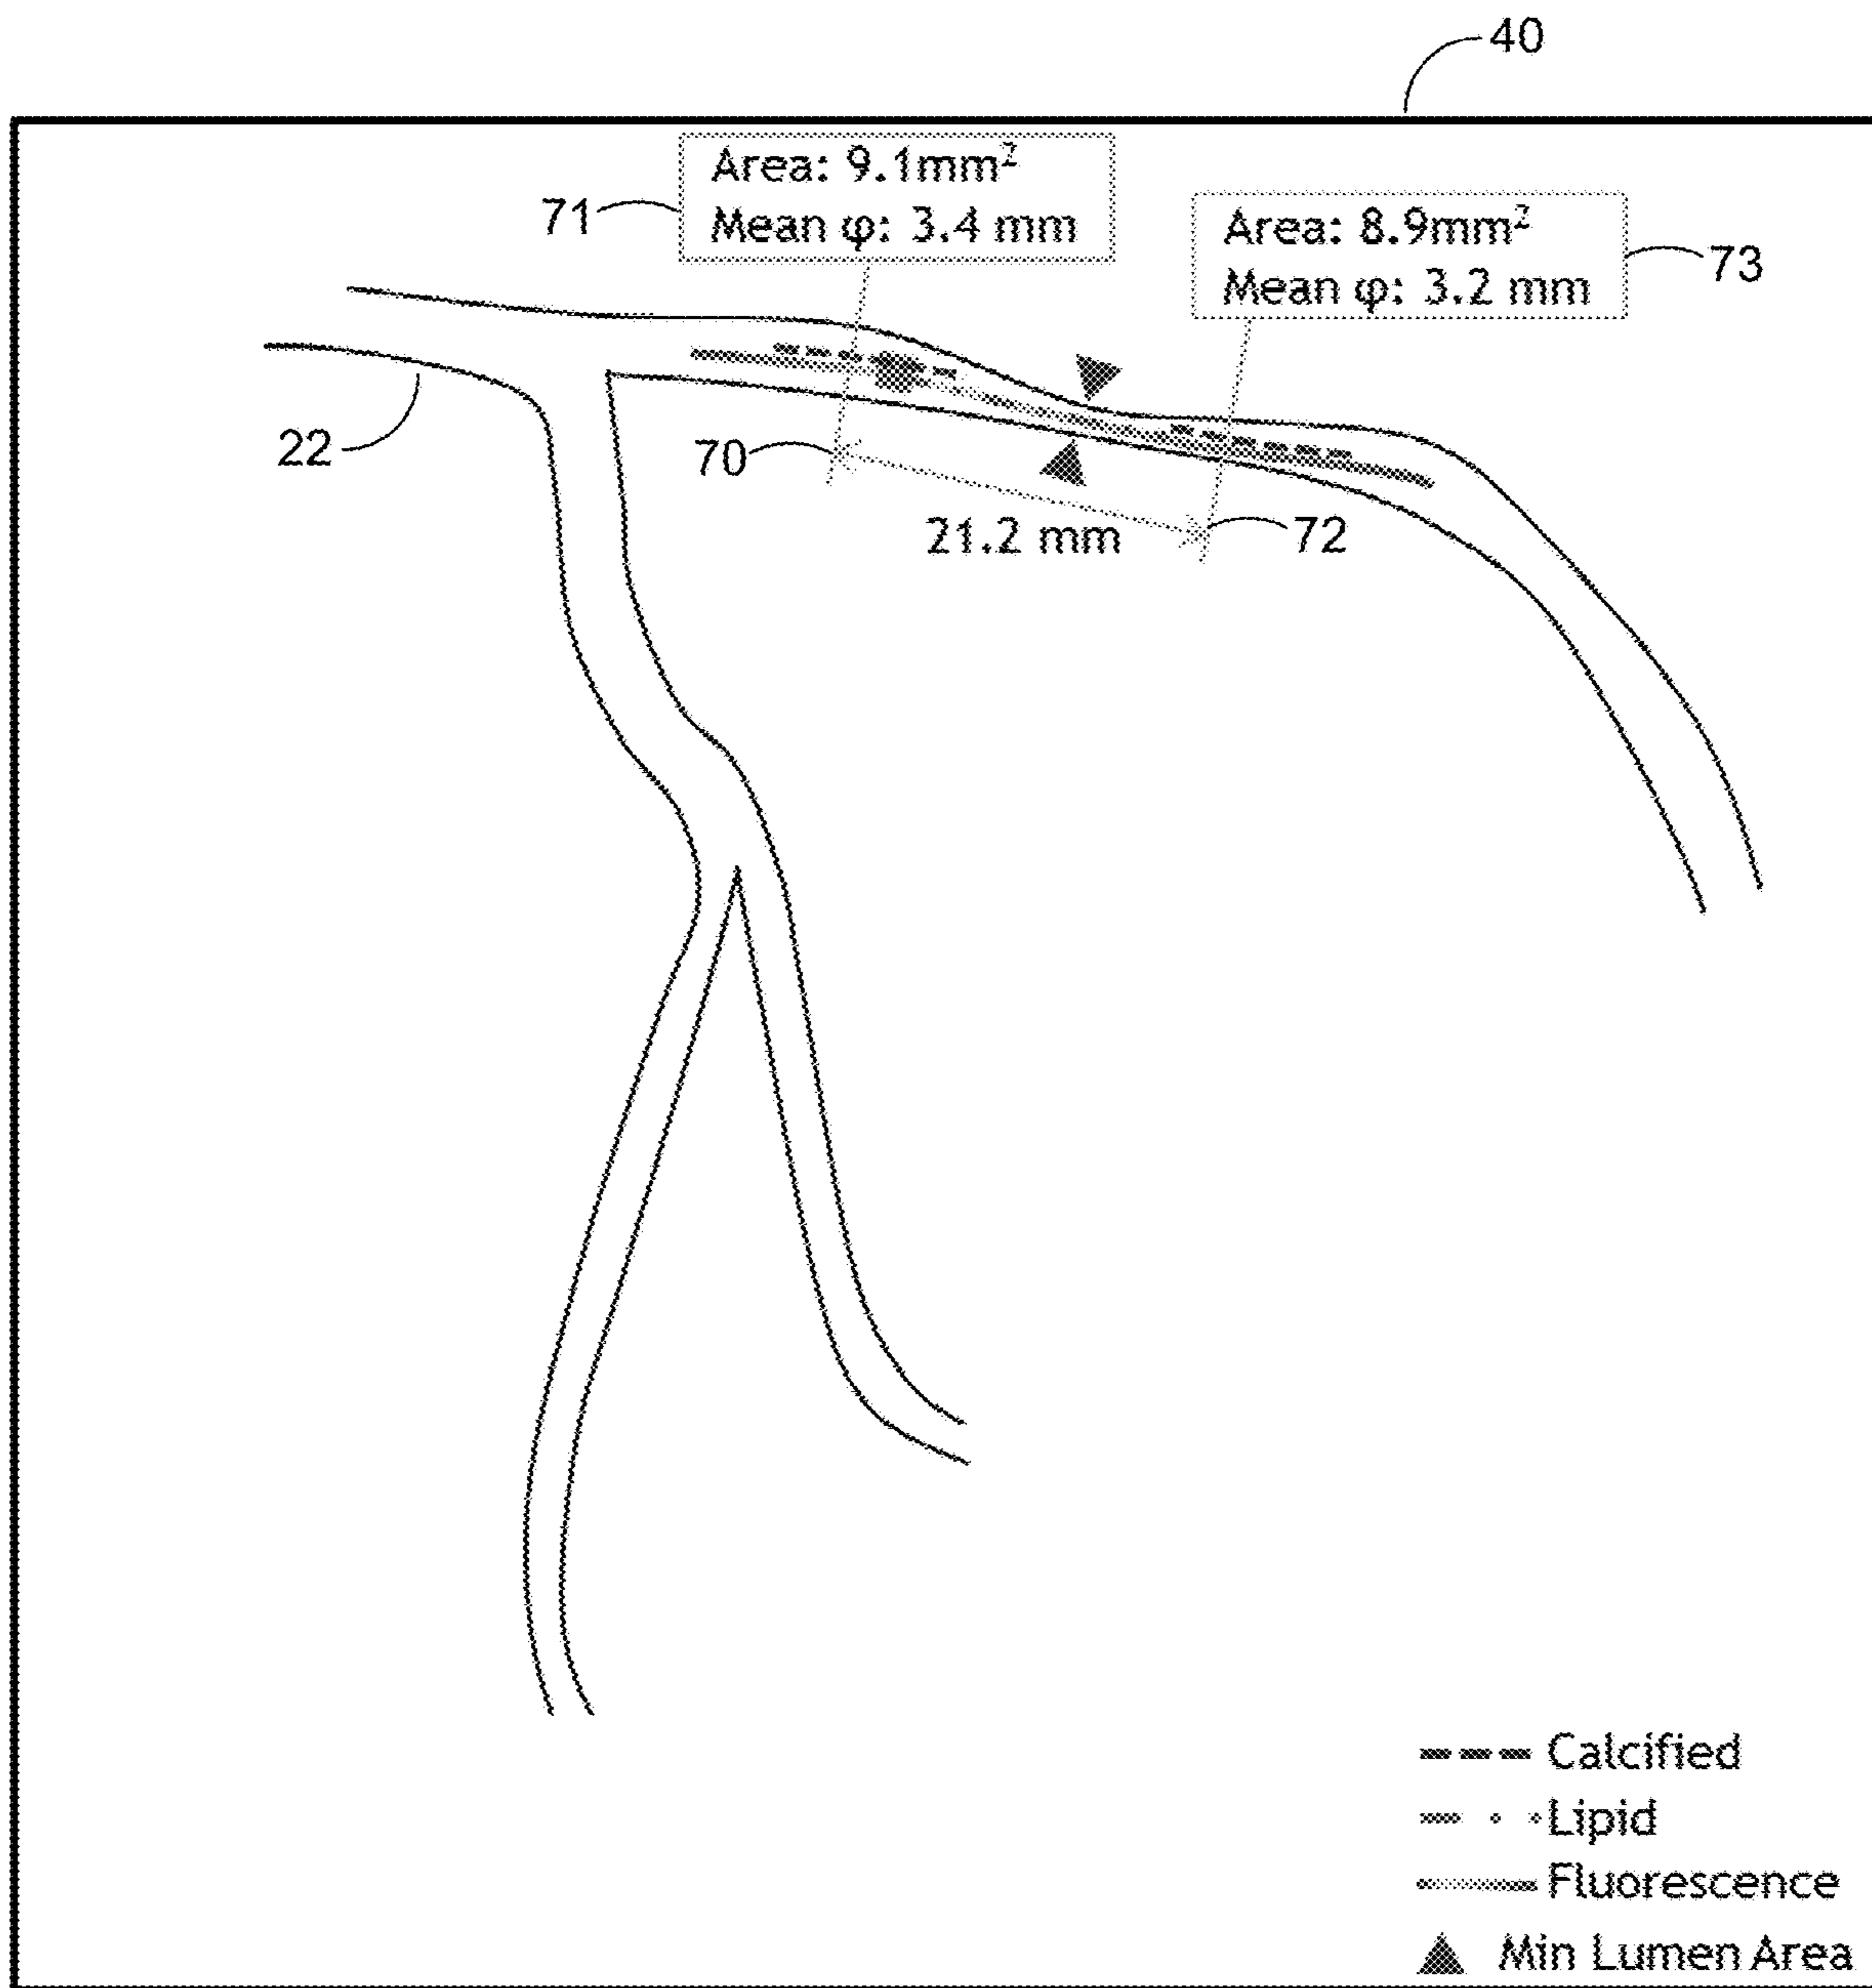 40
Area: 9.1mm²
Mean φ: 3.4 mm
71
Area: 8.9mm²
Mean φ: 3.2 mm
73
22
70
21.2 mm
72
Calcified
Lipid
Fluorescence
Min Lumen Area